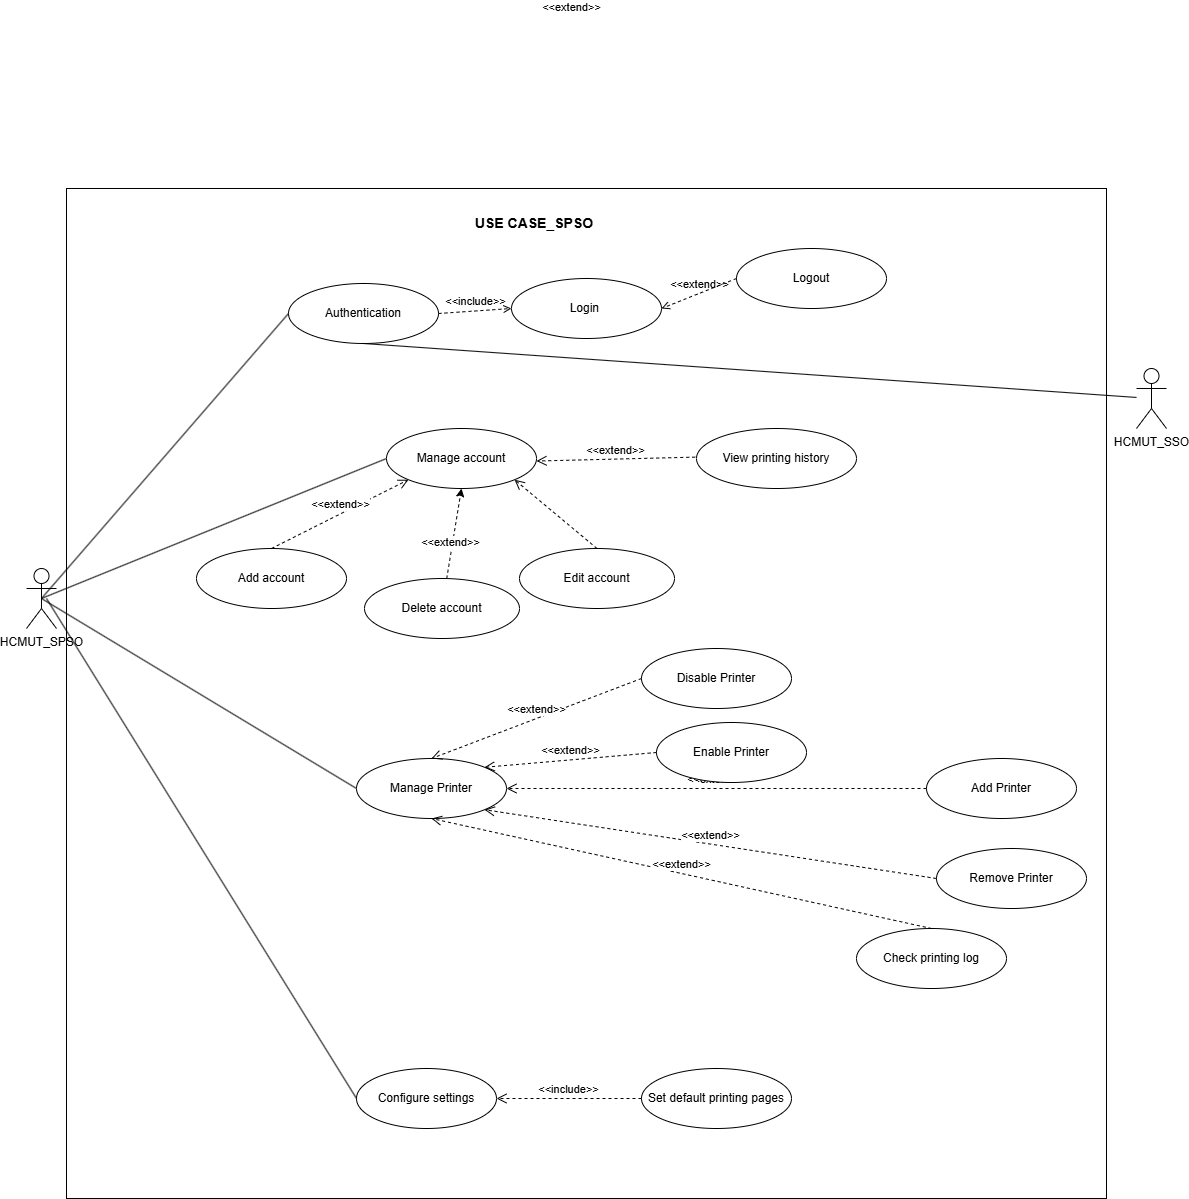 <<extend>>
USE CASE_SPSO
Logout
<<extend>>
<<include>>
Login
Authentication
HCMUT_SSO
<<extend>>
Manage account
View printing history
<<extend>>
<<extend>>
Add account
Edit account
Delete account
HCMUT_SPSO
Disable Printer
<<extend>>
<<extend>>
Enable Printer
Manage Printer
Add Printer
<<extend>>
<<extend>>
Remove Printer
Check printing log
Configure settings
<<include>>
Set default printing pages